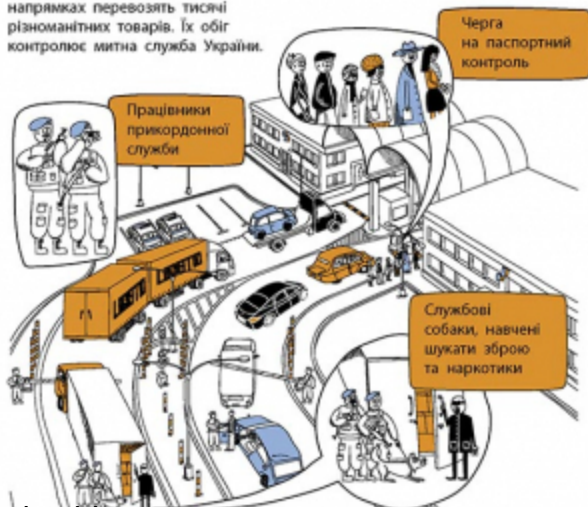 напрямках перевозять тисячі
різноманітних товарів. Їх обіг
контролює митна служба України.
Черга
на паспортний
контроль
Працівники
прикордонної
служби
Службові
собаки, навчені
шукати зброю
та наркотики